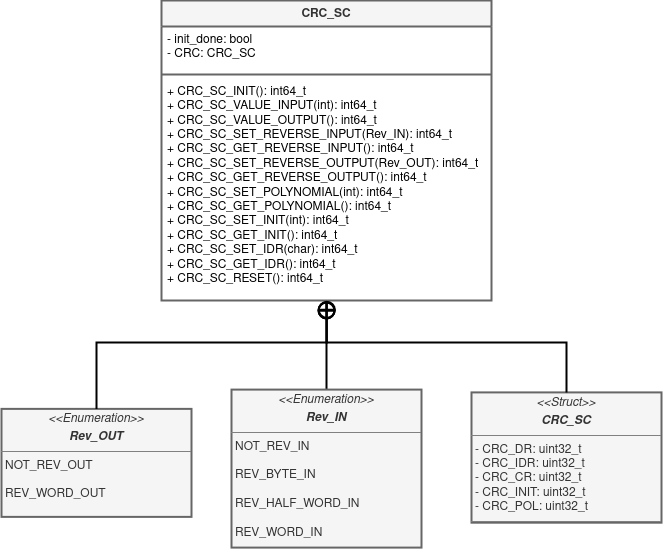 CRC_SC
- init_done: bool
- CRC: CRC_SC
+ CRC_SC_INIT(): int64_t
+ CRC_SC_VALUE_INPUT(int): int64_t
+ CRC_SC_VALUE_OUTPUT(): int64_t
+ CRC_SC_SET_REVERSE_INPUT(Rev_IN): int64_t
+ CRC_SC_GET_REVERSE_INPUT(): int64_t
+ CRC_SC_SET_REVERSE_OUTPUT(Rev_OUT): int64_t
+ CRC_SC_GET_REVERSE_OUTPUT(): int64_t
+ CRC_SC_SET_POLYNOMIAL(int): int64_t
+ CRC_SC_GET_POLYNOMIAL(): int64_t
+ CRC_SC_SET_INIT(int): int64_t
+ CRC_SC_GET_INIT(): int64_t
+ CRC_SC_SET_IDR(char): int64_t
+ CRC_SC_GET_IDR(): int64_t
+ CRC_SC_RESET(): int64_t
<<Enumeration>>
Rev_OUT
NOT_REV_OUT
REV_WORD_OUT
<<Enumeration>>
Rev_IN
NOT_REV_IN
REV_BYTE_IN
REV_HALF_WORD_IN
REV_WORD_IN
<<Struct>>
CRC_SC
- CRC_DR: uint32_t
- CRC_IDR: uint32_t
- CRC_CR: uint32_t
- CRC_INIT: uint32_t
- CRC_POL: uint32_t